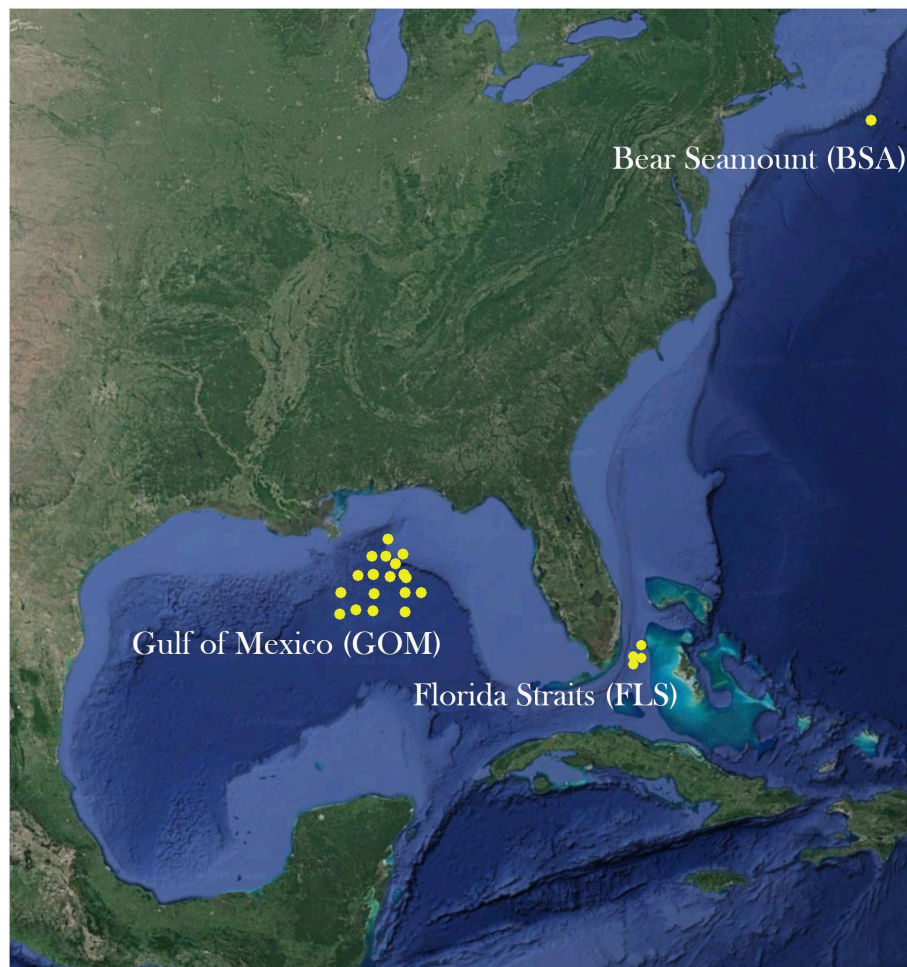 Bear Seamount (BSA)
Gulf of Mexico (GOM)
Florida Straits (FLS)